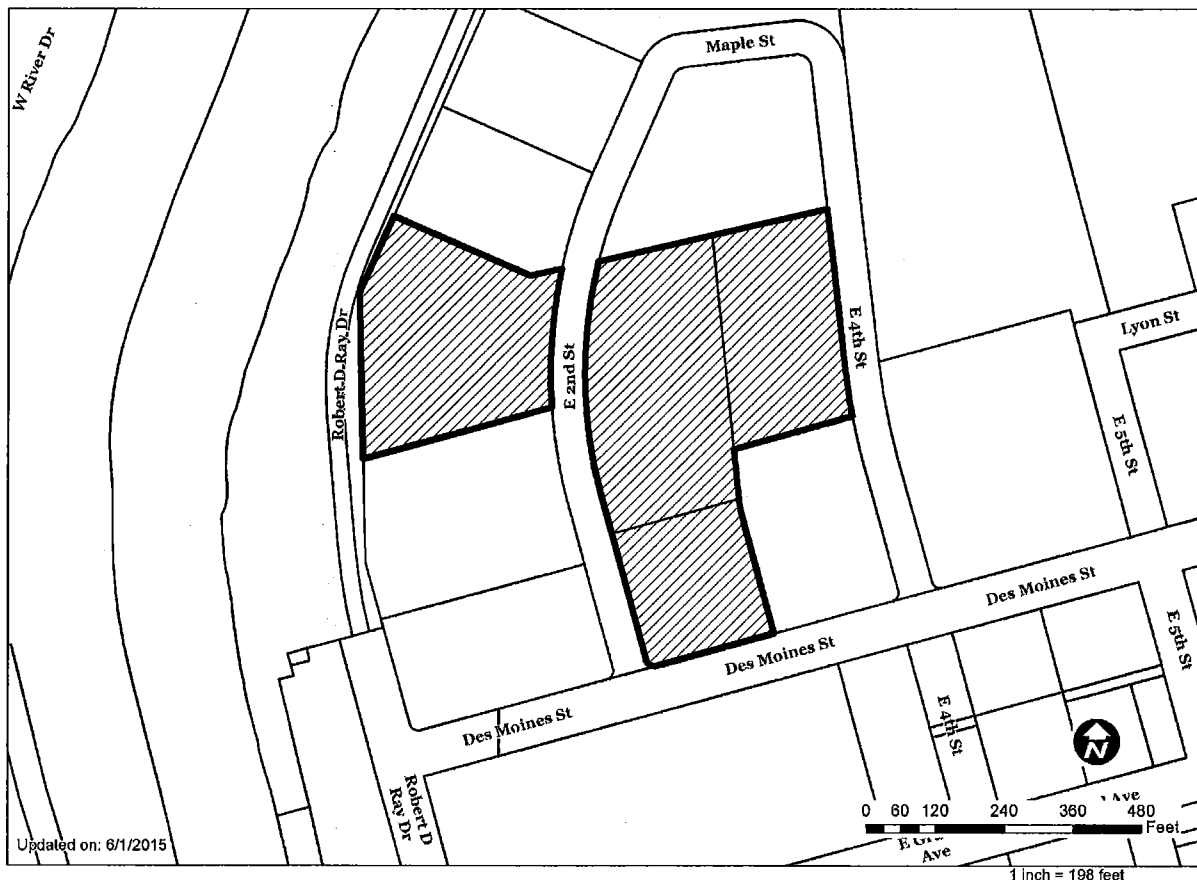 W River Dr
Maple St
Robert D Ray Dr
E 2nd St
E 4th St
Lyon St
E 5th St
Des Moines St
Des Moines St
E 5th St
Des Moines St
E 4th St
Robert D
Ray Dr
N
Ave
0 60 120 240 360 480
Feet
Ave
Updated on: 6/1/2015
1 inch = 198 feet